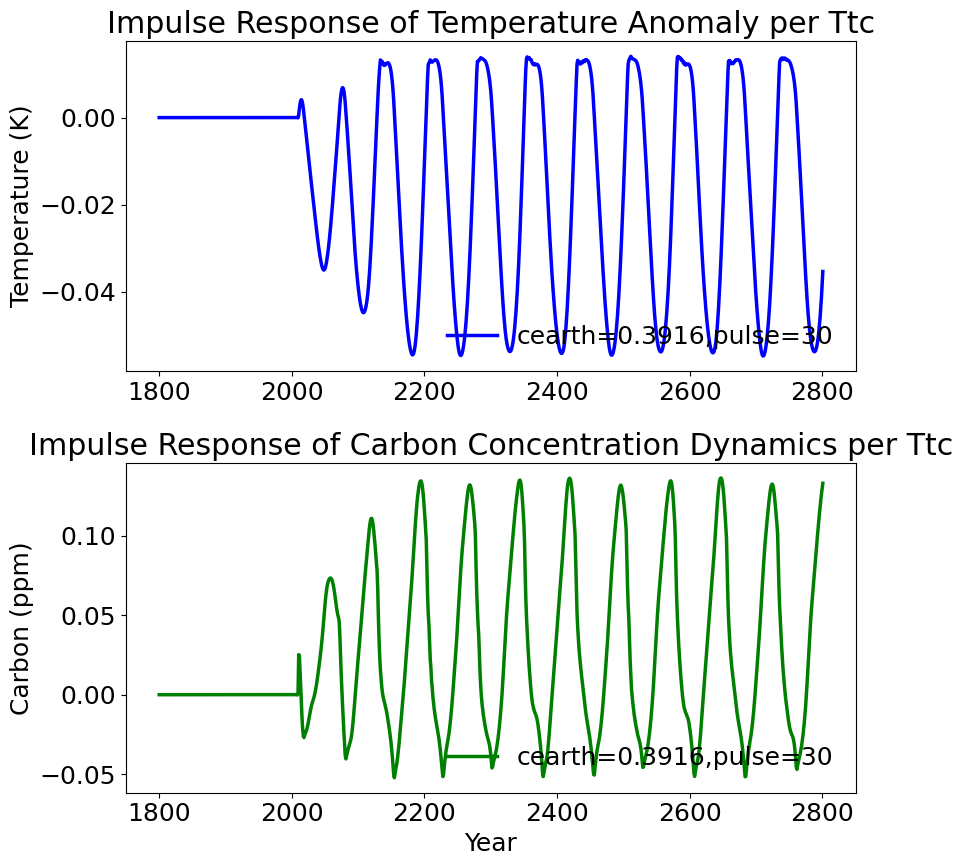 Impulse Response of Temperature Anomaly per Ttc
Temperature (K)
0.00
−0.02
−0.04
cearth=0.3916,pulse=30
1800 2000 2200 2400 2600 2800
Impulse Response of Carbon Concentration Dynamics per Ttc
Carbon (ppm)
0.10
0.05
0.00
−0.05
cearth=0.3916,pulse=30
1800 2000 2200 2400 2600 2800
Year